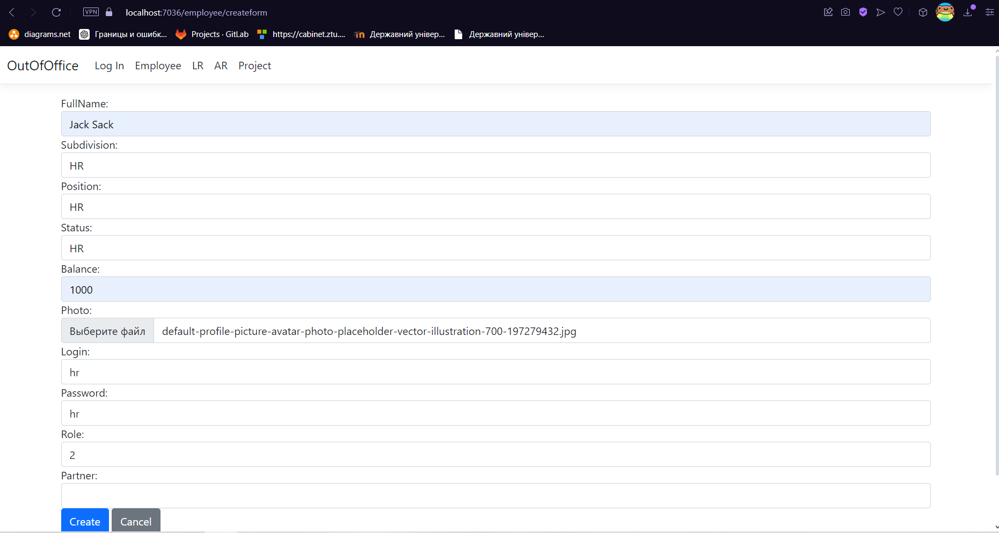 VPN localhost:7036/employee/createform
diagrams.net Границы и ошибк... Projects · GitLab https://cabinet.ztu.... Державний універ... Державний універ...
OutOfOffice Log In Employee LR AR Project
FullName:
Jack Sack
Subdivision:
HR
Position:
HR
Status:
HR
Balance:
1000
Photo:
Выберите файл default-profile-picture-avatar-photo-placeholder-vector-illustration-700-197279432.jpg
Login:
hr
Password:
hr
Role:
2
Partner:
Create Cancel